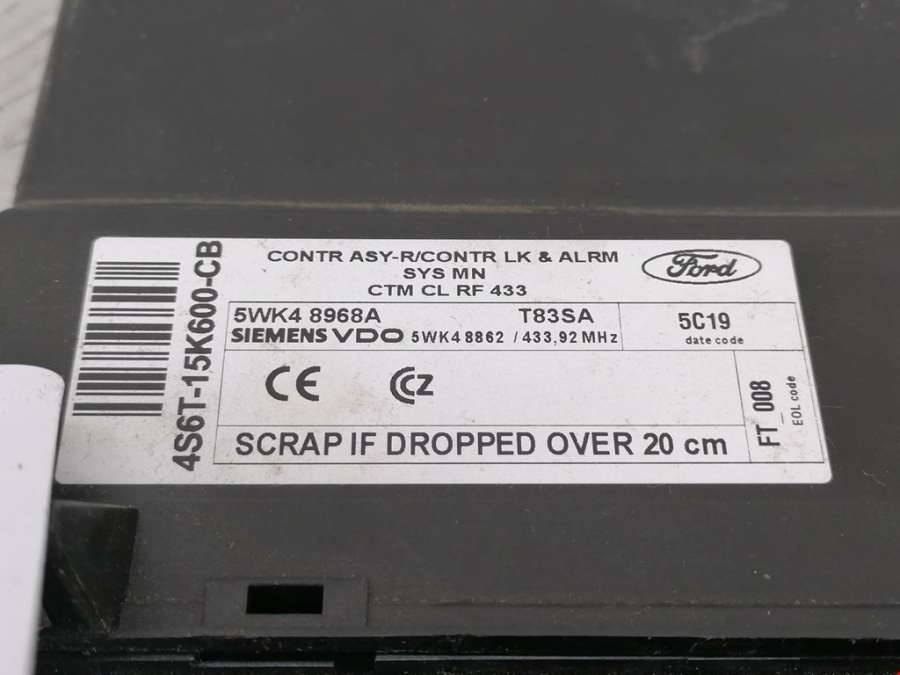 CONTR ASY-R/CONTR LK & ALRM
SYS MN
CTM CL RF 433
Ford
4S6T-15K600-CB
5WK4 8968A T83SA
SIEMENS VDO 5WK4 8862 / 433,92 MHz
5C19
date code
CE CCZ
FT_008
EOL code
SCRAP IF DROPPED OVER 20 cm